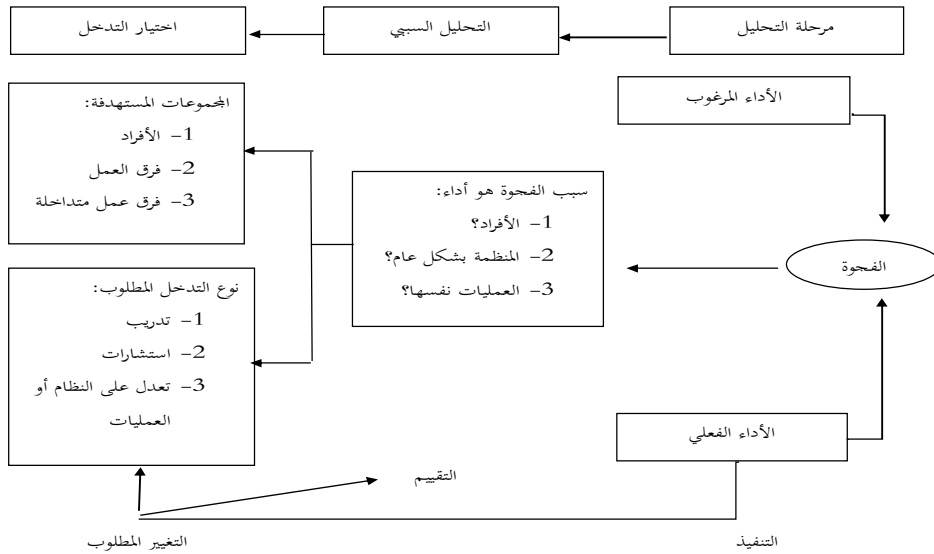 مرحلة التحليل
التحليل السببي
اختيار التدخل
الأداء المرغوب
الفجوة
الأداء الفعلي
سبب الفجوة هو أداء:
1- الأفراد؟
2- المنظمة بشكل عام؟
3- العمليات نفسها؟
المجموعات المستهدفة:
1- الأفراد
2- فرق العمل
3- فرق عمل متداخلة
نوع التدخل المطلوب:
1- تدريب
2- استشارات
3- تعدل على النظام أو
العمليات
التقييم
التنفيذ
التغيير المطلوب